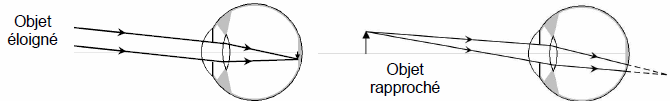 Objet
éloigné
Objet
rapproché